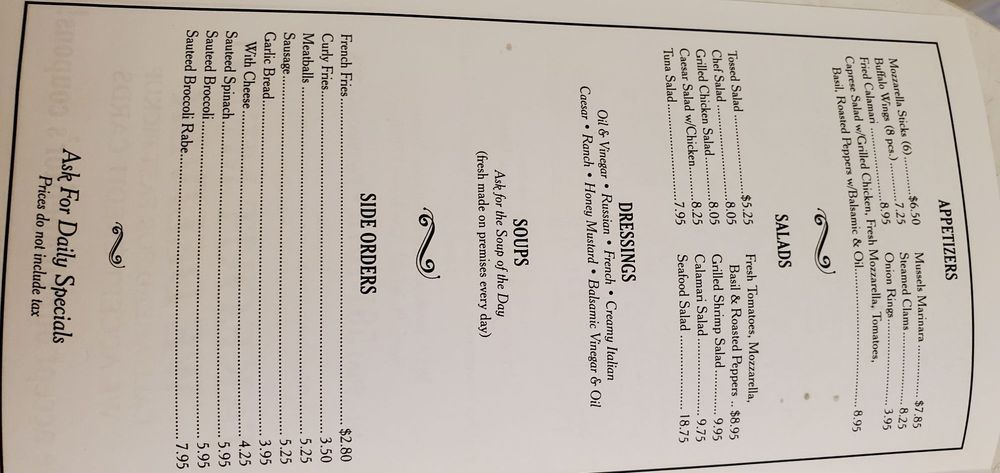 APPETIZERS
Mozzarella Sticks (6)..........$6.50
Buffalo Wings (8 pcs.)..........7.25
Fried Calamari..........8.95
Mussels Marinara..........$7.85
Steamed Clams..........8.25
Onion Rings..........3.95
Caprese Salad w/Grilled Chicken, Fresh Mozzarella, Tomatoes,
Basil, Roasted Peppers w/Balsamic & Oil..........8.95
SALADS
Tossed Salad..........$5.25
Chef Salad..........8.05
Grilled Chicken Salad..........8.05
Caesar Salad w/Chicken..........8.25
Tuna Salad..........7.95
Fresh Tomatoes, Mozzarella,
Basil & Roasted Peppers .. $8.95
Grilled Shrimp Salad..........9.95
Calamari Salad..........9.75
Seafood Salad..........18.75
DRESSINGS
Oil & Vinegar • Russian • French • Creamy Italian
Caesar • Ranch • Honey Mustard • Balsamic Vinegar & Oil
SOUPS
Ask for the Soup of the Day
(fresh made on premises every day)
SIDE ORDERS
French Fries..........$2.80
Curly Fries..........3.50
Meatballs..........5.25
Sausage..........5.25
Garlic Bread..........3.95
With Cheese..........4.25
Sauteed Spinach..........5.95
Sauteed Broccoli..........5.95
Sauteed Broccoli Rabe..........7.95
Ask For Daily Specials
Prices do not include tax